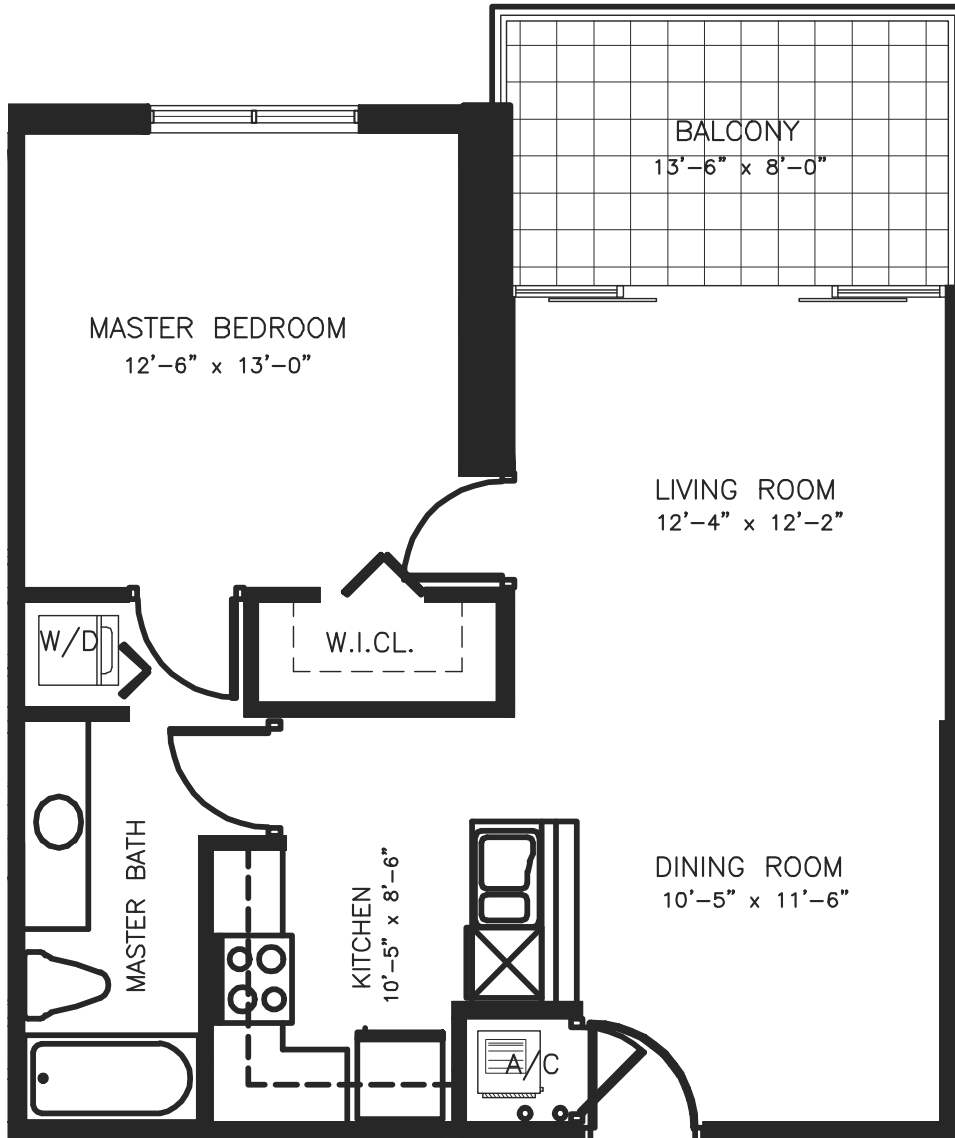 BALCONY
13'-6" x 8'-0"
MASTER BEDROOM
12'-6" x 13'-0"
LIVING ROOM
12'-4" x 12'-2"
W/D
W.I.CL.
MASTER BATH
KITCHEN
10'-5" x 8'-6"
DINING ROOM
10'-5" x 11'-6"
A/C